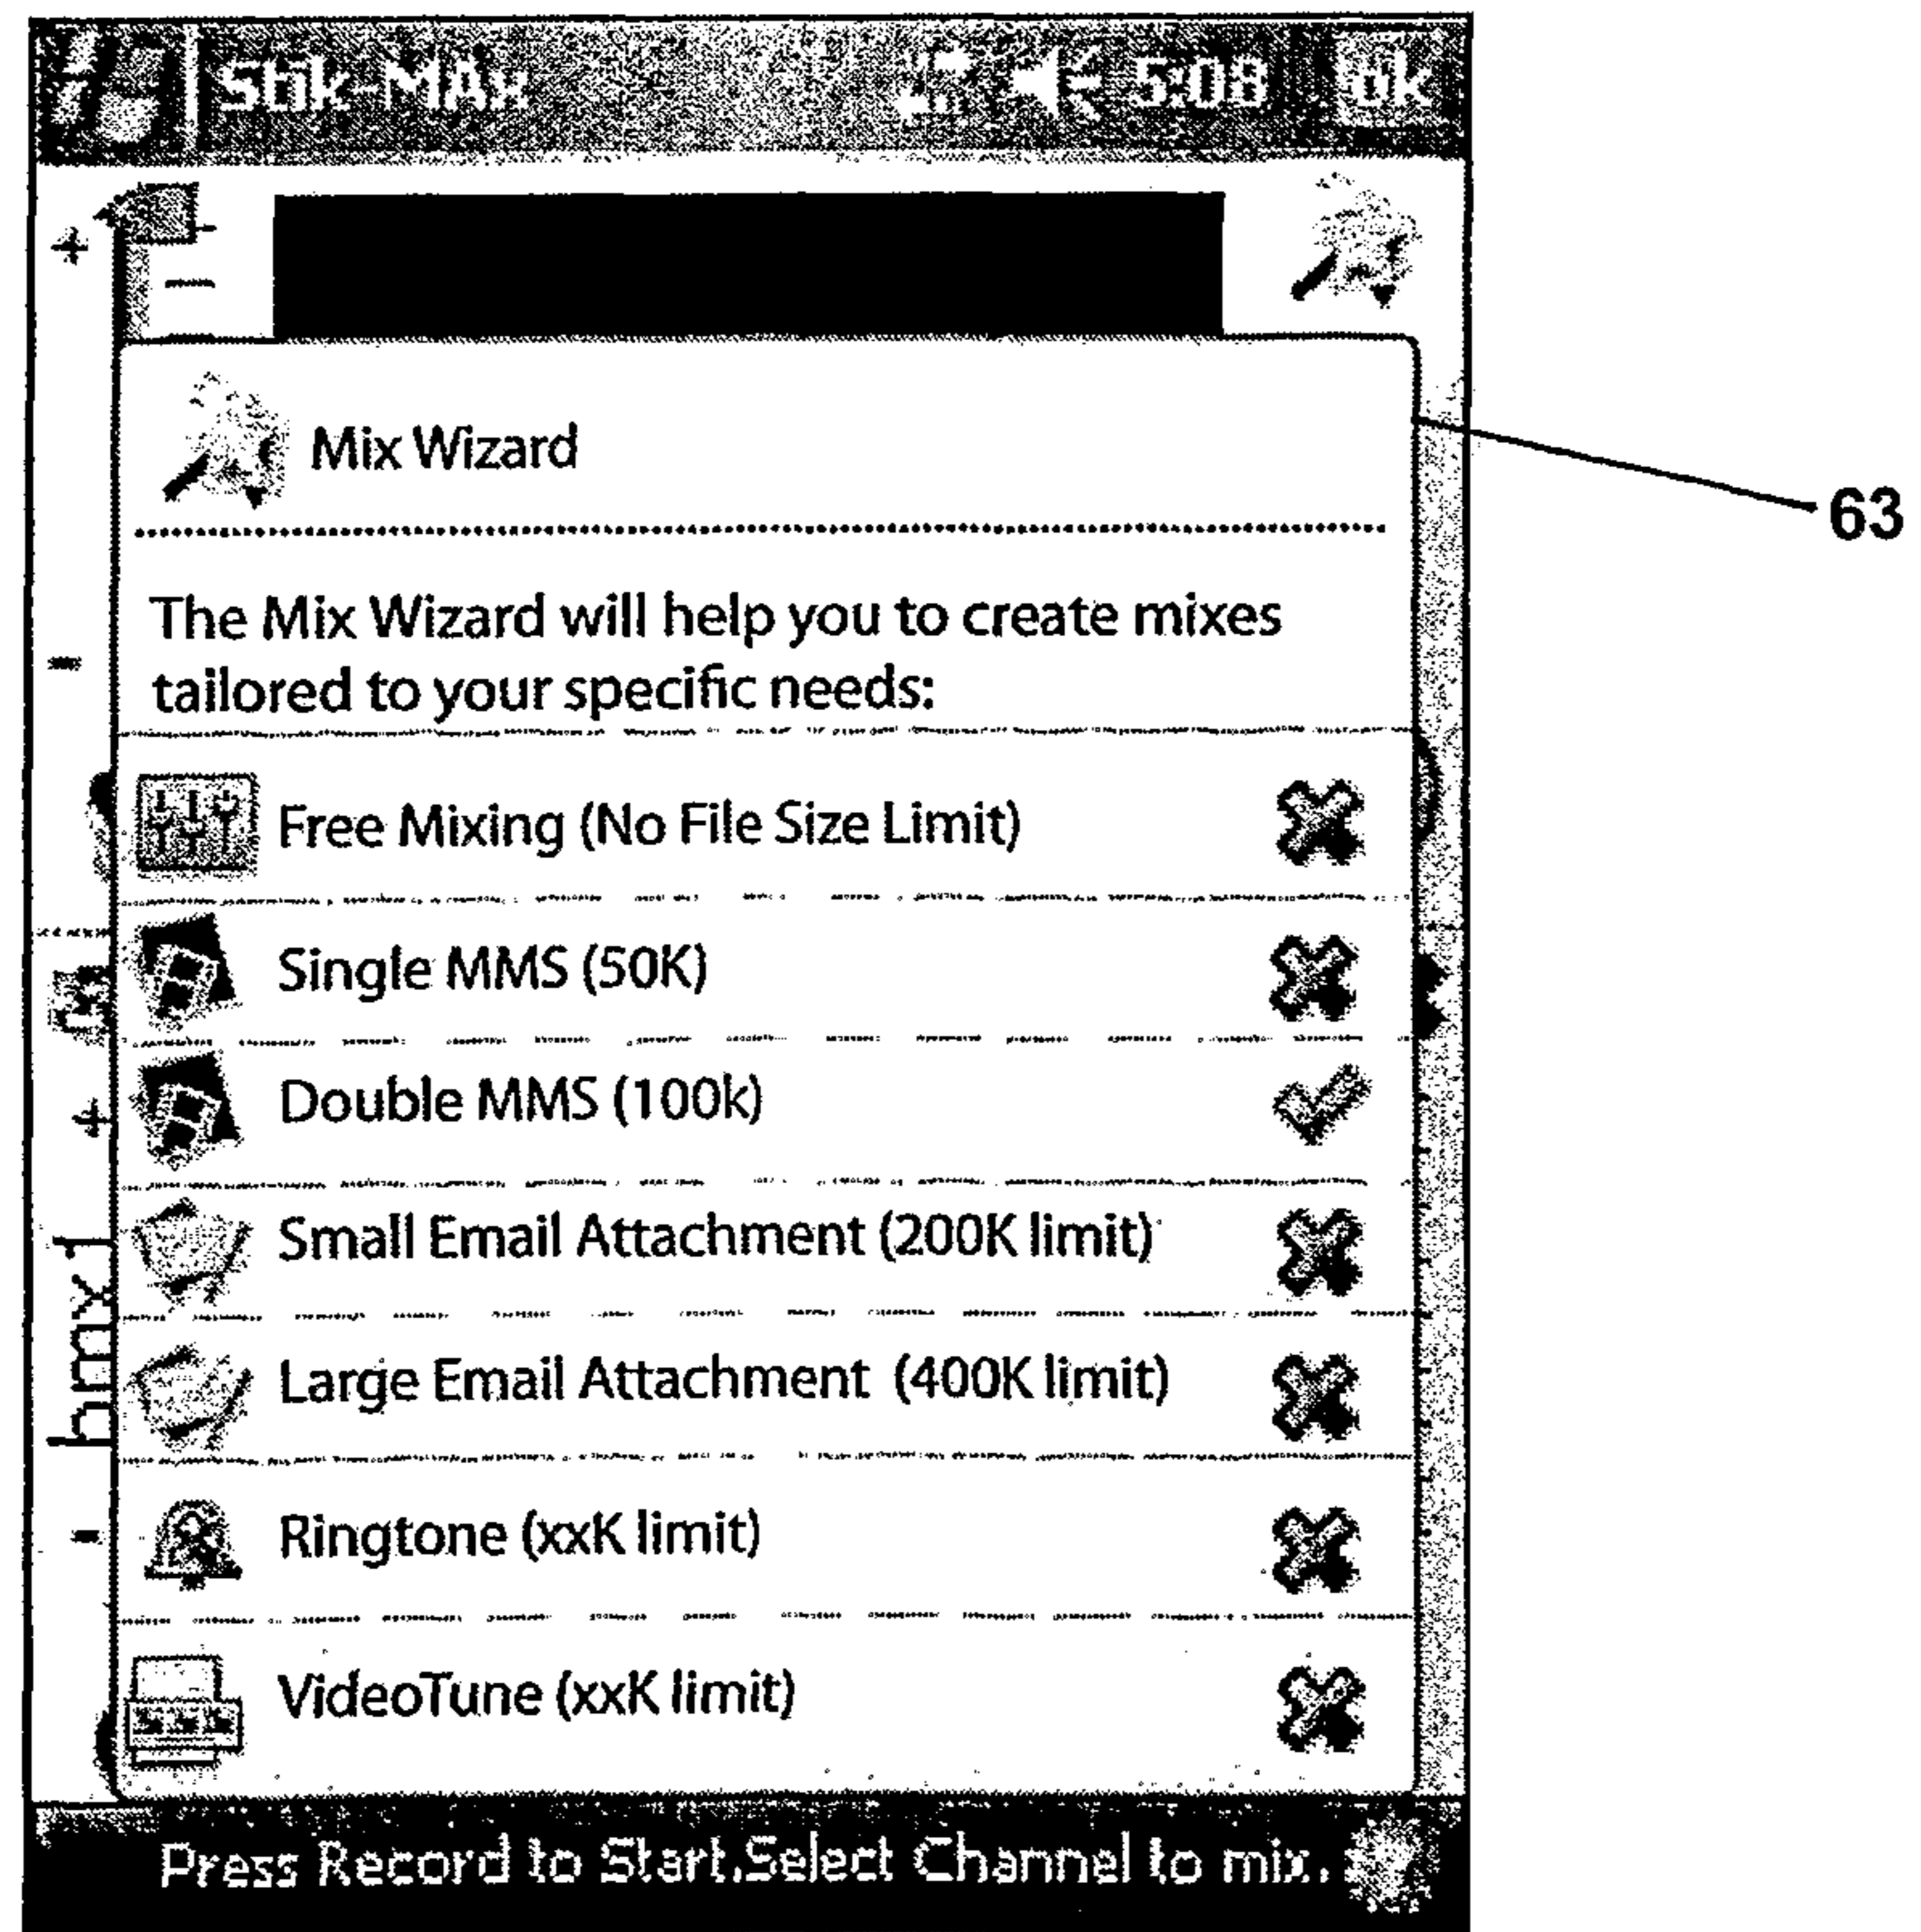 Stik-MAx 5:08 ok
Mix Wizard
63
The Mix Wizard will help you to create mixes
tailored to your specific needs:
Free Mixing (No File Size Limit)
Single MMS (50K)
Double MMS (100k)
Small Email Attachment (200K limit)
Large Email Attachment (400K limit)
bmx1
Ringtone (xxK limit)
VideoTune (xxK limit)
Press Record to Start.Select Channel to mix.